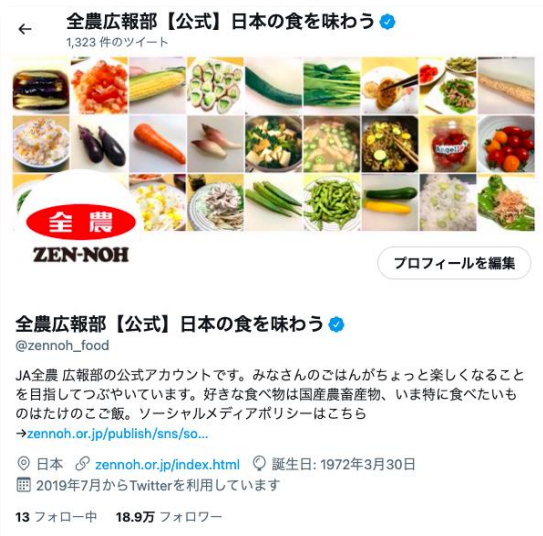 全農広報部【公式】日本の食を味わう
1,323 件のツイート
全農
ZEN-NOH
プロフィールを編集
全農広報部【公式】日本の食を味わう
@zennoh_food
JA全農 広報部の公式アカウントです。みなさんのごはんがちょっと楽しくなること
を目指してつぶやいています。好きな食べ物は国産農畜産物、いま特に食べたいも
のはたけのこご飯。ソーシャルメディアポリシーはこちら
→zennoh.or.jp/publish/sns/so...
日本 zennoh.or.jp/index.html 誕生日: 1972年3月30日
2019年7月からTwitterを利用しています
13 フォロー中 18.9万 フォロワー